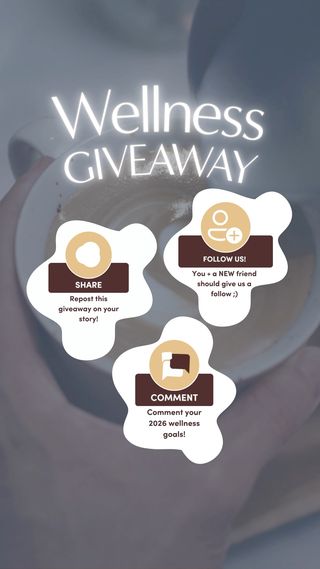 Wellness
GIVEAWAY
SHARE
Repost this
giveaway on your
story!
FOLLOW US!
You + a NEW friend
should give us a
follow ;)
COMMENT
Comment your
2026 wellness
goals!